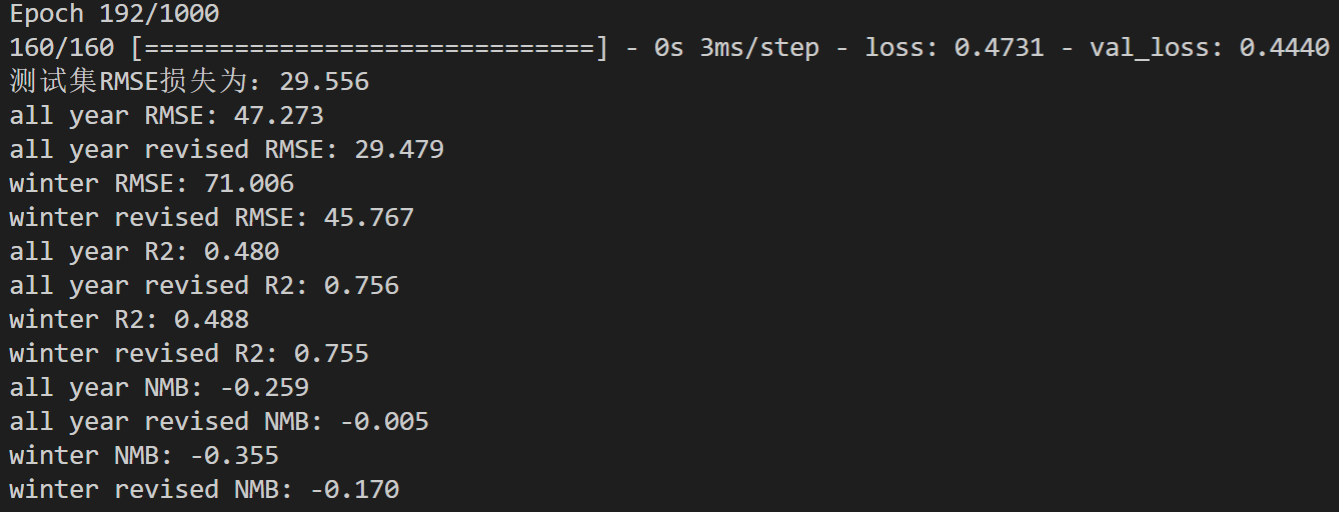 Epoch 192/1000
160/160 [==============================] - 0s 3ms/step - loss: 0.4731 - val_loss: 0.4440
测试集RMSE损失为：29.556
all year RMSE: 47.273
all year revised RMSE: 29.479
winter RMSE: 71.006
winter revised RMSE: 45.767
all year R2: 0.480
all year revised R2: 0.756
winter R2: 0.488
winter revised R2: 0.755
all year NMB: -0.259
all year revised NMB: -0.005
winter NMB: -0.355
winter revised NMB: -0.170